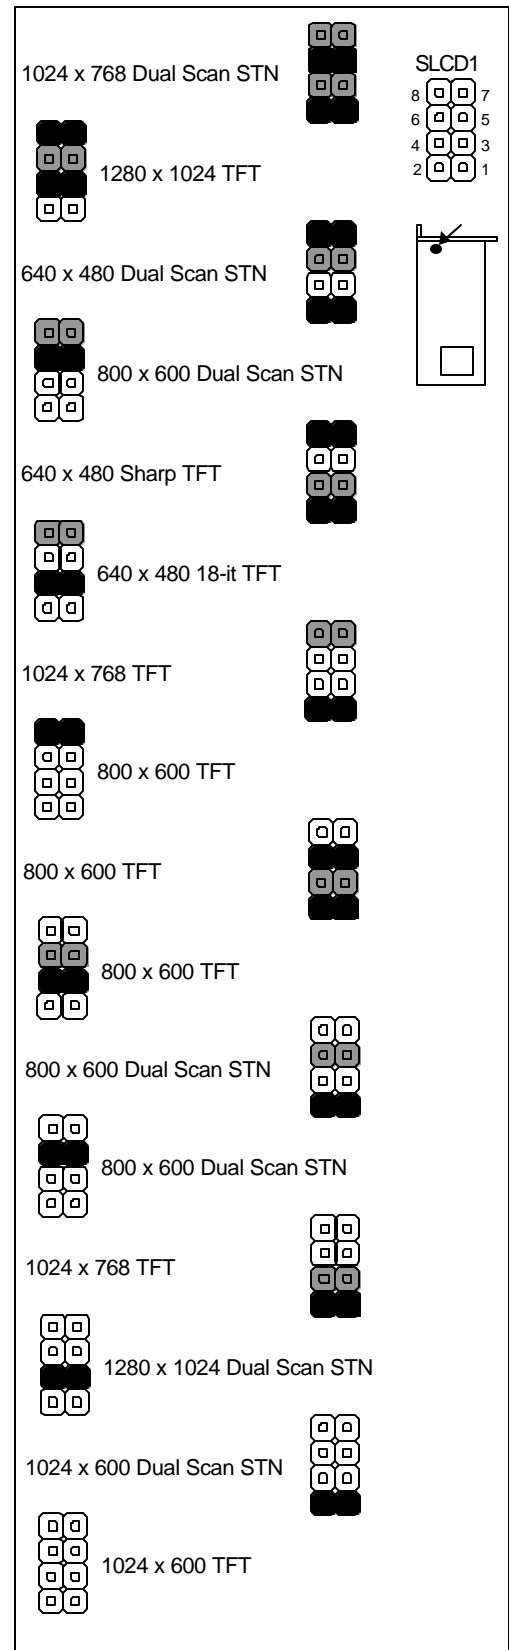 1024 x 768 Dual Scan STN
SLCD1
8 7
6 5
4 3
2 1
1280 x 1024 TFT
640 x 480 Dual Scan STN
800 x 600 Dual Scan STN
640 x 480 Sharp TFT
640 x 480 18-it TFT
1024 x 768 TFT
800 x 600 TFT
800 x 600 TFT
800 x 600 TFT
800 x 600 Dual Scan STN
800 x 600 Dual Scan STN
1024 x 768 TFT
1280 x 1024 Dual Scan STN
1024 x 600 Dual Scan STN
1024 x 600 TFT